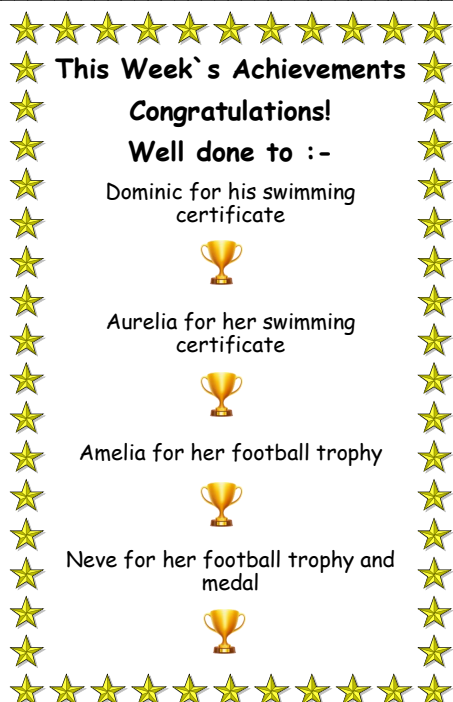 This Week`s Achievements
Congratulations!
Well done to :-
Dominic for his swimming
certificate
Aurelia for her swimming
certificate
Amelia for her football trophy
Neve for her football trophy and
medal